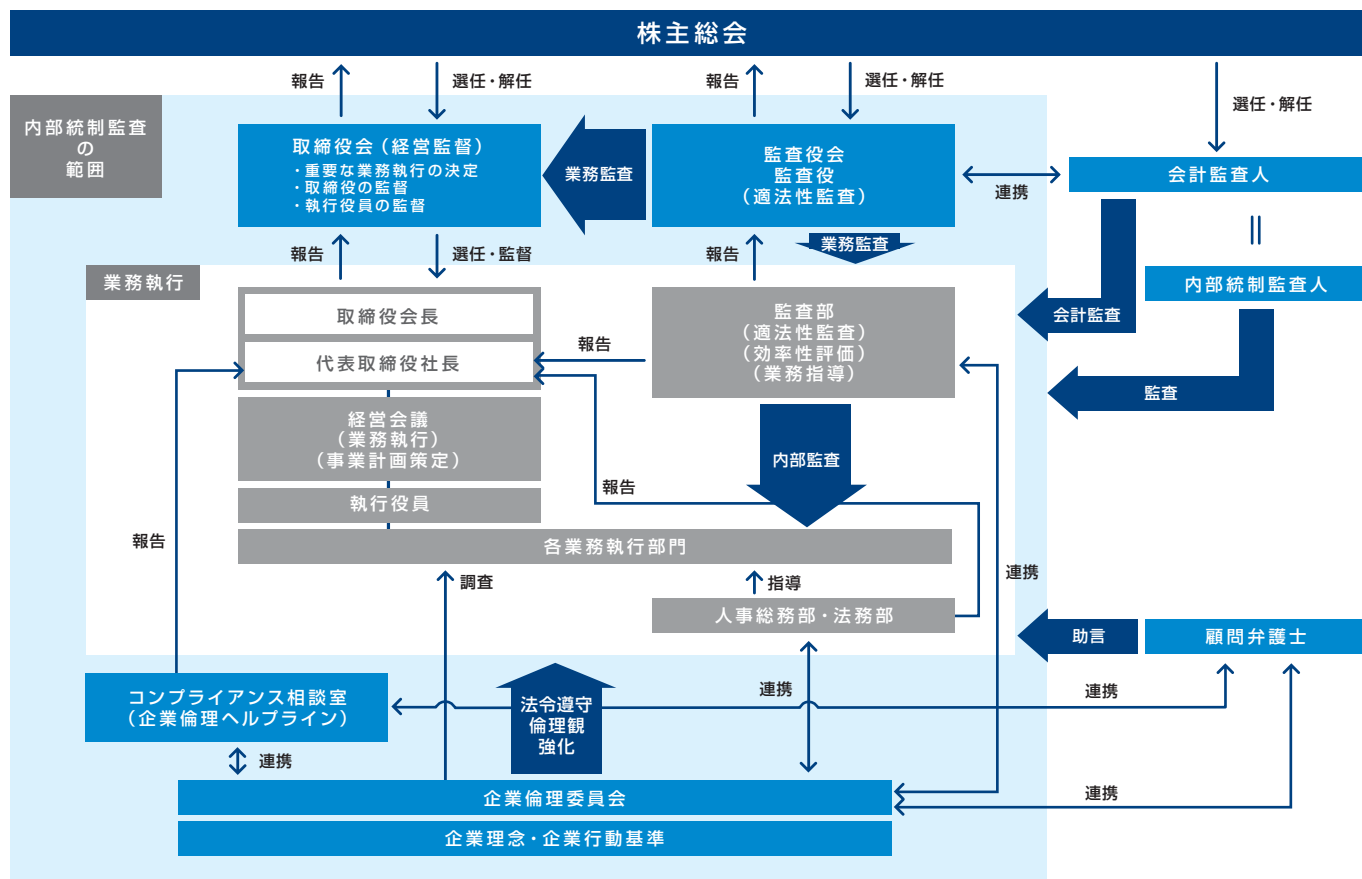 株主総会
報告
選任・解任
報告
選任・解任
選任・解任
内部統制監査
の
範囲
取締役会（経営監督）
・重要な業務執行の決定
・取締役の監督
・執行役員の監督
業務監査
監査役会
監査役
（適法性監査）
連携
会計監査人
報告
選任・監督
報告
業務監査
業務執行
内部統制監査人
取締役会長
代表取締役社長
報告
監査部
（適法性監査）
（効率性評価）
（業務指導）
会計監査
監査
経営会議
（業務執行）
（事業計画策定）
内部監査
執行役員
報告
報告
各業務執行部門
調査
指導
連携
人事総務部・法務部
助言
顧問弁護士
コンプライアンス相談室
（企業倫理ヘルプライン）
法令遵守
倫理観
強化
連携
連携
連携
企業倫理委員会
連携
企業理念・企業行動基準